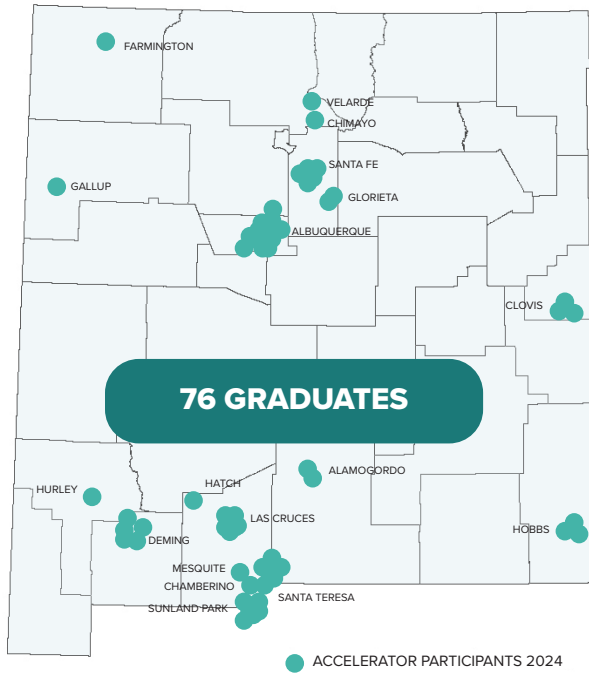 FARMINGTON
VELARDE
CHIMAYO
SANTA FE
GALLUP
GLORIETA
ALBUQUERQUE
CLOVIS
76 GRADUATES
ALAMOGORDO
HURLEY
HATCH
LAS CRUCES
HOBBS
DEMING
MESQUITE
CHAMBERINO
SANTA TERESA
SUNLAND PARK
ACCELERATOR PARTICIPANTS 2024